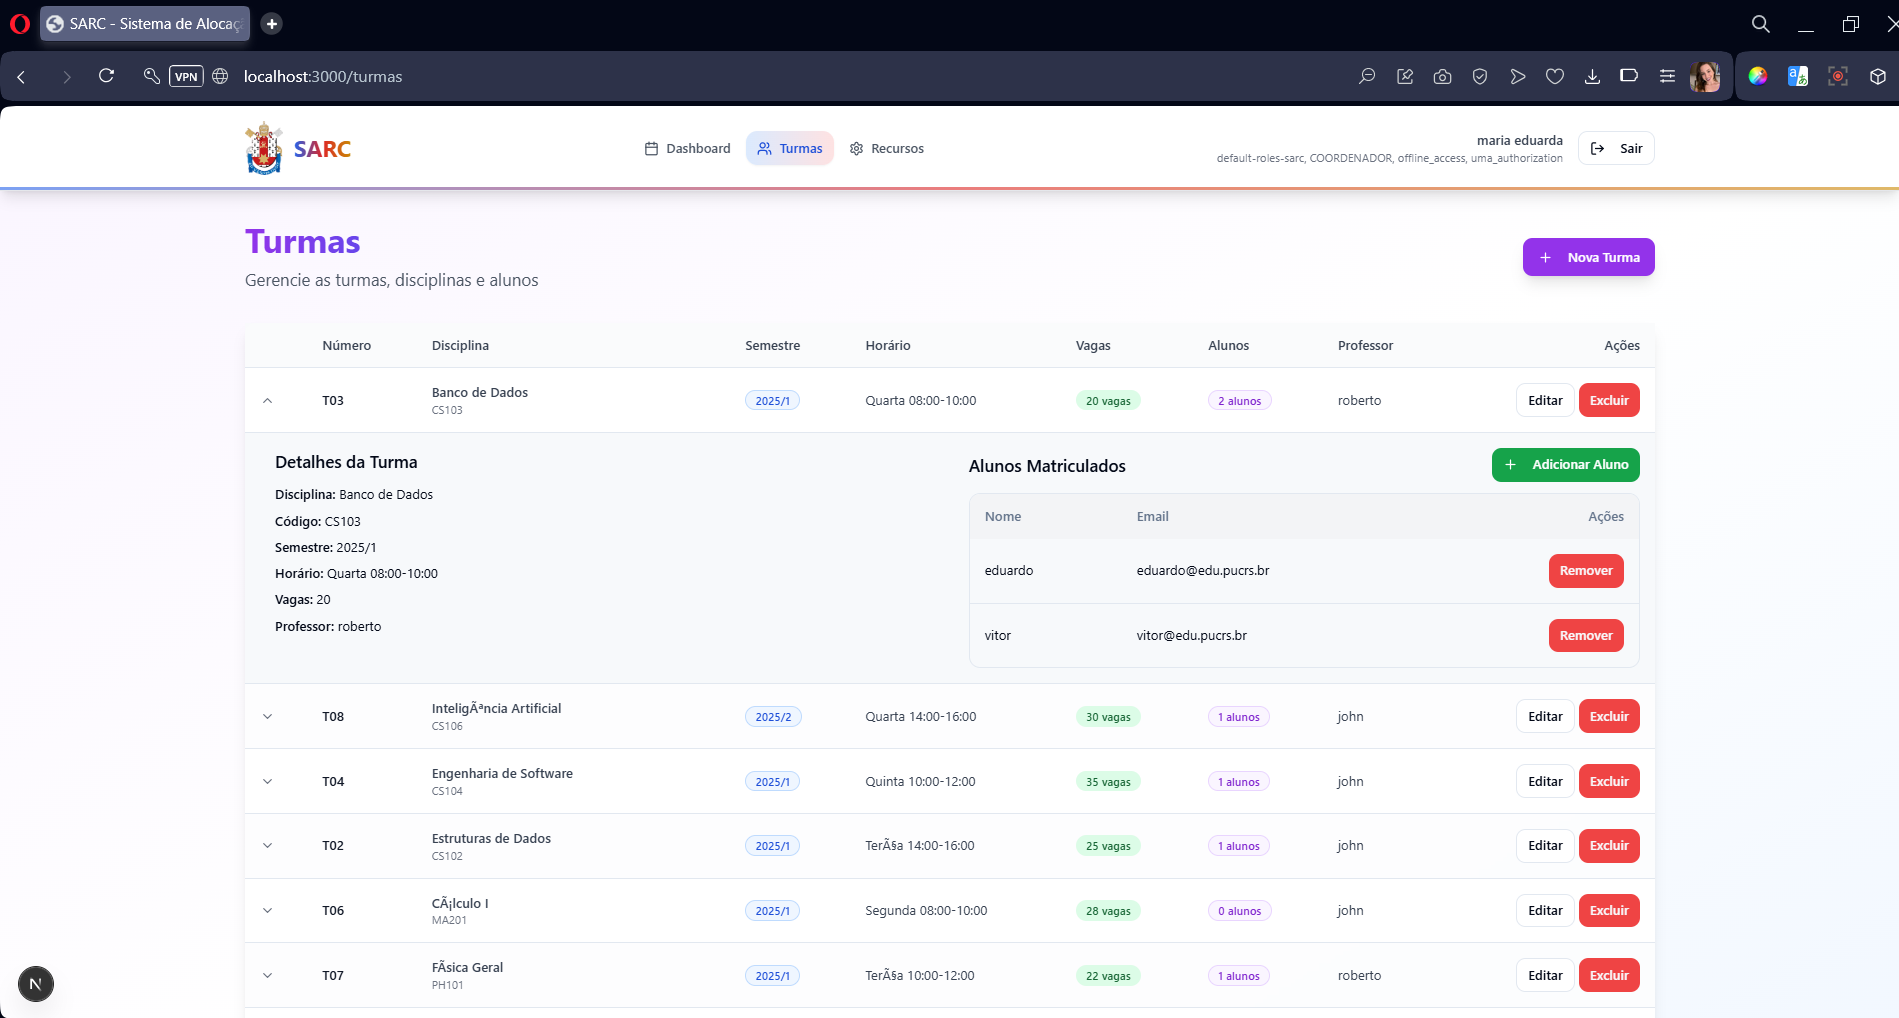 SARC - Sistema de Alocaç
VPN
localhost:3000/turmas
SARC
Dashboard
Turmas
Recursos
maria eduarda
default-roles-sarc, COORDENADOR, offline_access, uma_authorization
Sair
Turmas
Gerencie as turmas, disciplinas e alunos
Nova Turma
Número Disciplina Semestre Horário Vagas Alunos Professor Ações
T03 Banco de Dados 2025/1 Quarta 08:00-10:00 20 vagas 2 alunos roberto Editar Excluir
CS103
Detalhes da Turma
Disciplina: Banco de Dados
Código: CS103
Semestre: 2025/1
Horário: Quarta 08:00-10:00
Vagas: 20
Professor: roberto
Alunos Matriculados
Adicionar Aluno
Nome Email Ações
eduardo eduardo@edu.pucrs.br Remover
vitor vitor@edu.pucrs.br Remover
T08 InteligÃªncia Artificial 2025/2 Quarta 14:00-16:00 30 vagas 1 alunos john Editar Excluir
CS106
T04 Engenharia de Software 2025/1 Quinta 10:00-12:00 35 vagas 1 alunos john Editar Excluir
CS104
T02 Estruturas de Dados 2025/1 TerÃ§a 14:00-16:00 25 vagas 1 alunos john Editar Excluir
CS102
T06 CÃ¡lculo I 2025/1 Segunda 08:00-10:00 28 vagas 0 alunos john Editar Excluir
MA201
T07 FÃsica Geral 2025/1 TerÃ§a 10:00-12:00 22 vagas 1 alunos roberto Editar Excluir
PH101
N